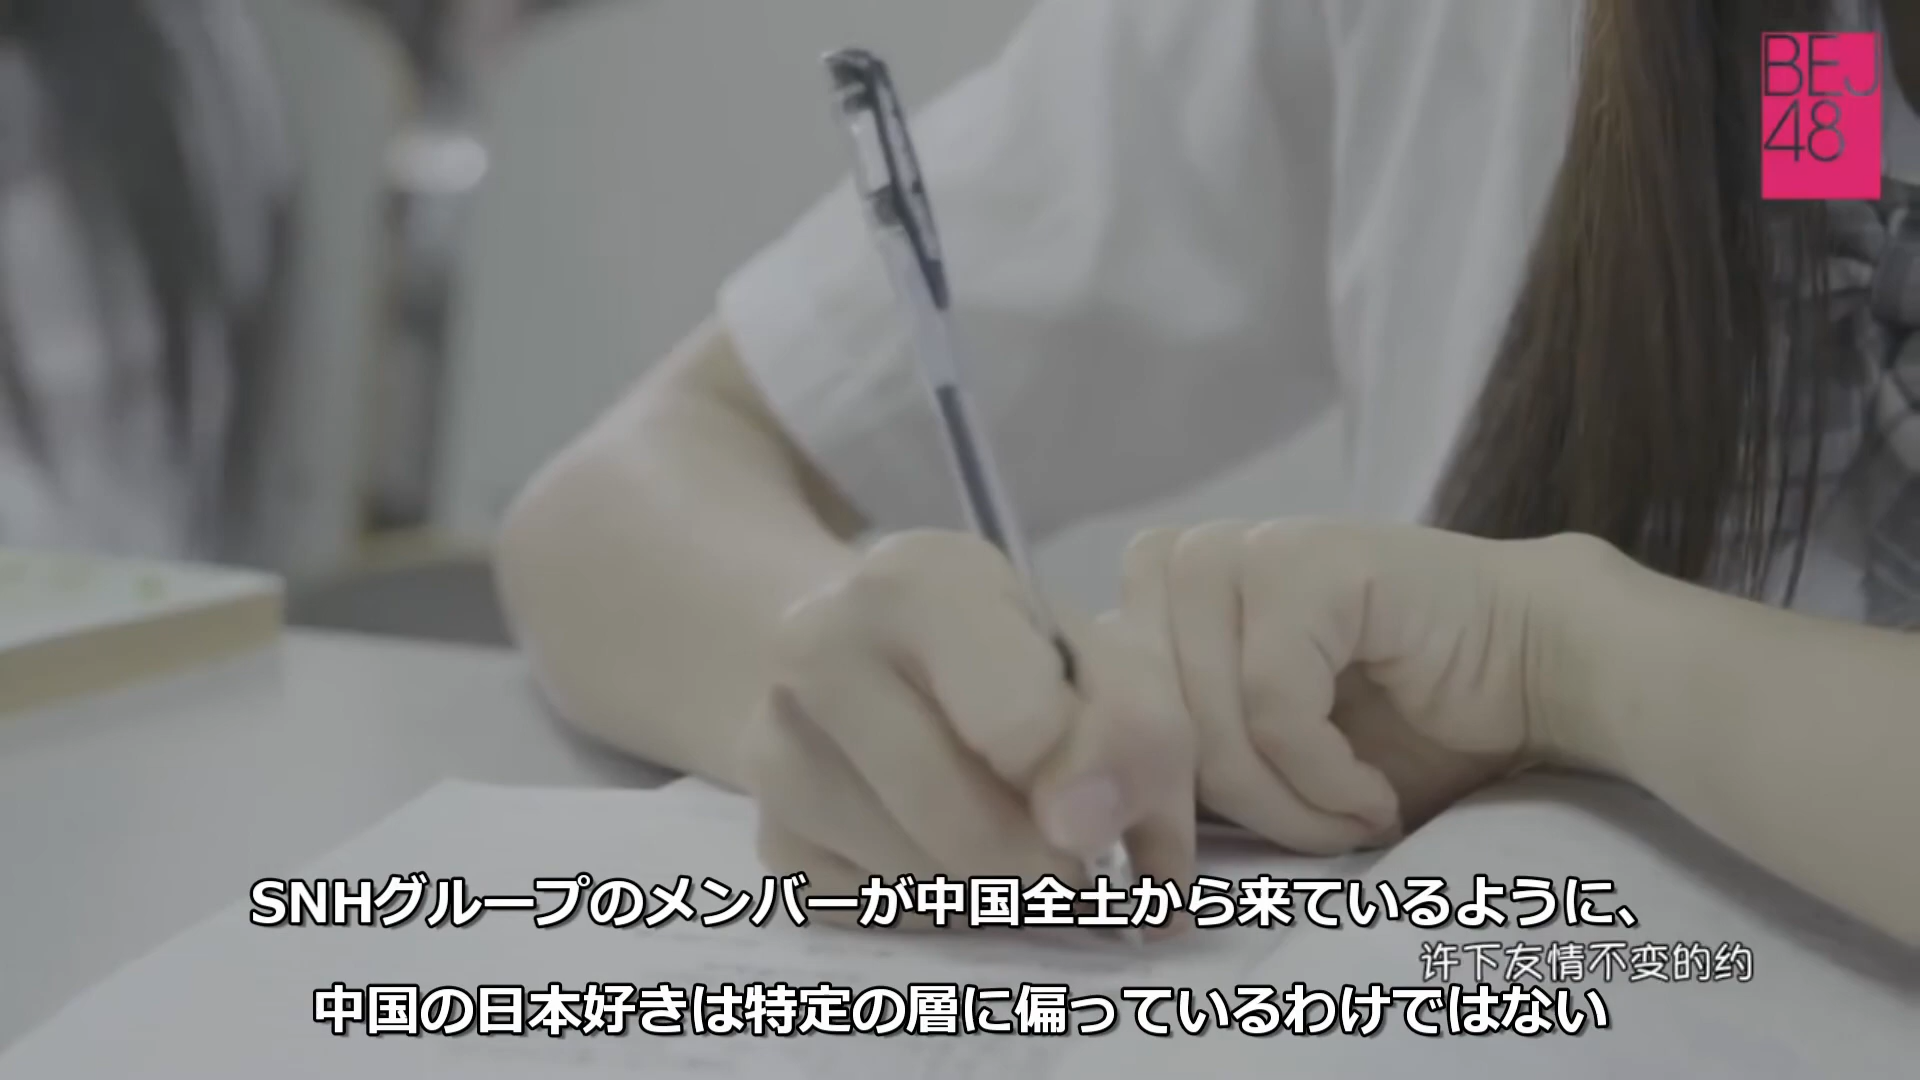 BEJ
48
SNHグループのメンバーが中国全土から来ているように、
许下友情不变的约
中国の日本好きは特定の層に偏っているわけではない